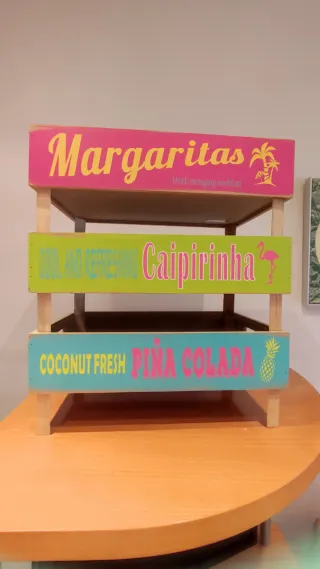 Margaritas
COOL AND REFRESHING Caipirinha
COCONUT FRESH PIÑA COLADA